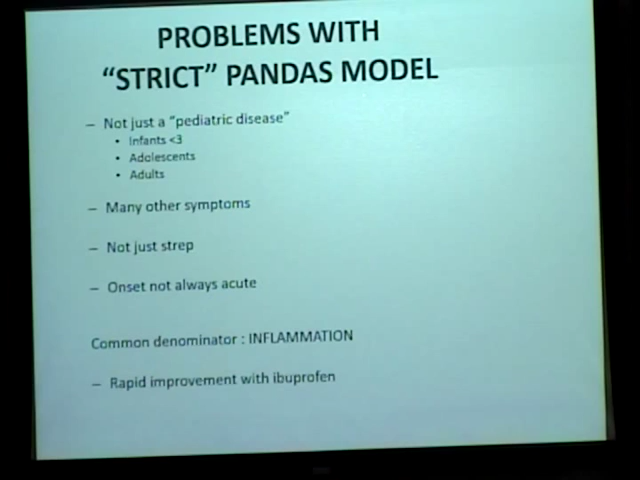 PROBLEMS WITH
"STRICT" PANDAS MODEL
– Not just a "pediatric disease"
• Infants <3
• Adolescents
• Adults
– Many other symptoms
– Not just strep
– Onset not always acute
Common denominator : INFLAMMATION
– Rapid improvement with ibuprofen